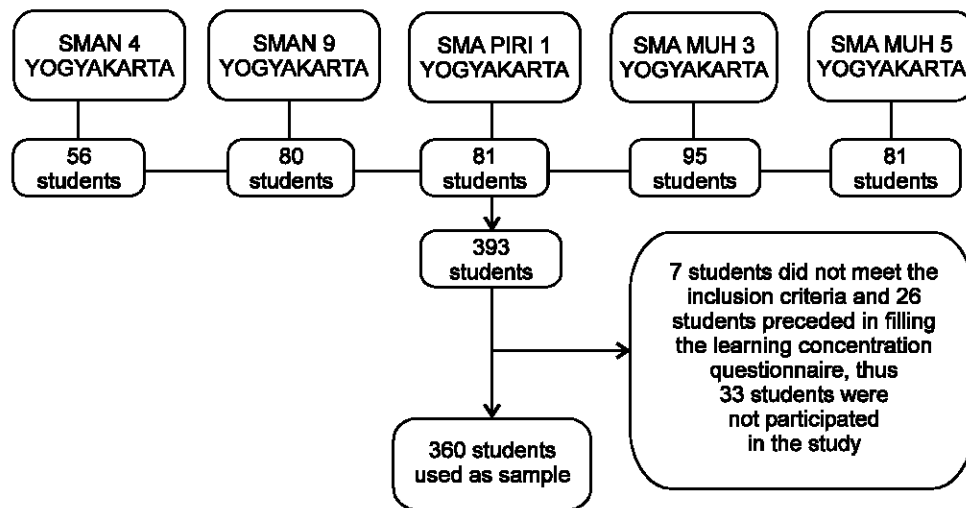 SMAN 4
YOGYAKARTA
SMAN 9
YOGYAKARTA
SMA PIRI 1
YOGYAKARTA
SMA MUH 3
YOGYAKARTA
SMA MUH 5
YOGYAKARTA
56
students
80
students
81
students
95
students
81
students
393
students
7 students did not meet the
inclusion criteria and 26
students preceded in filling
the learning concentration
questionnaire, thus
33 students were
not participated
in the study
360 students
used as sample